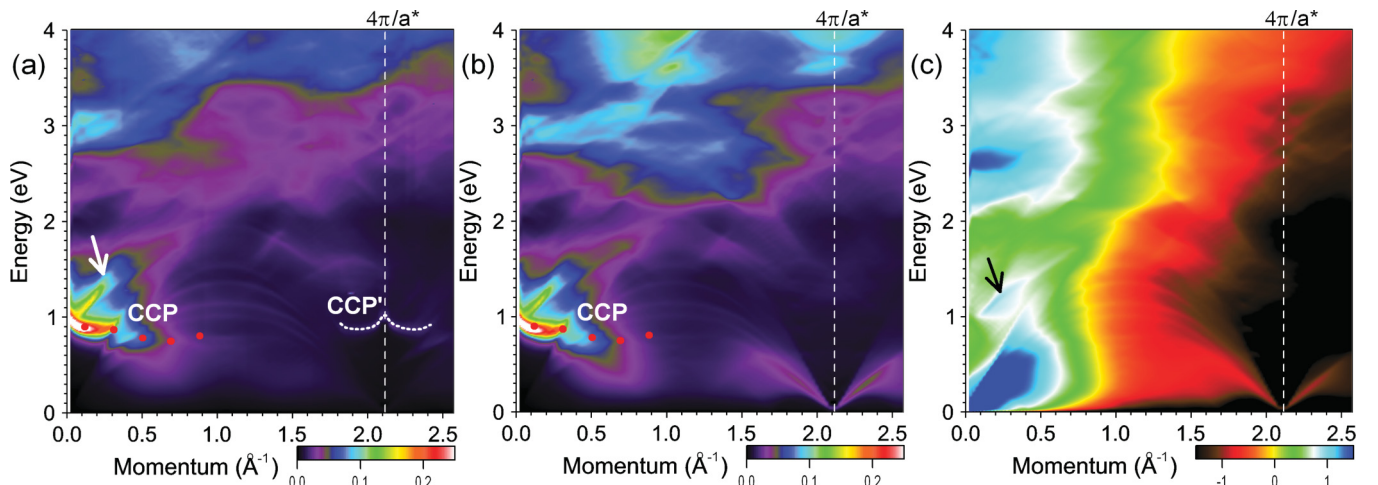 4π/a*
4π/a*
4π/a*
(a)
(b)
(c)
Energy (eV)
4
3
2
1
0
CCP
CCP'
0.0 0.5 1.0 1.5 2.0 2.5
Momentum (Å⁻¹)
0.0 0.1 0.2
Energy (eV)
4
3
2
1
0
CCP
0.0 0.5 1.0 1.5 2.0 2.5
Momentum (Å⁻¹)
0.0 0.1 0.2
Energy (eV)
4
3
2
1
0
0.0 0.5 1.0 1.5 2.0 2.5
Momentum (Å⁻¹)
-1 0 1